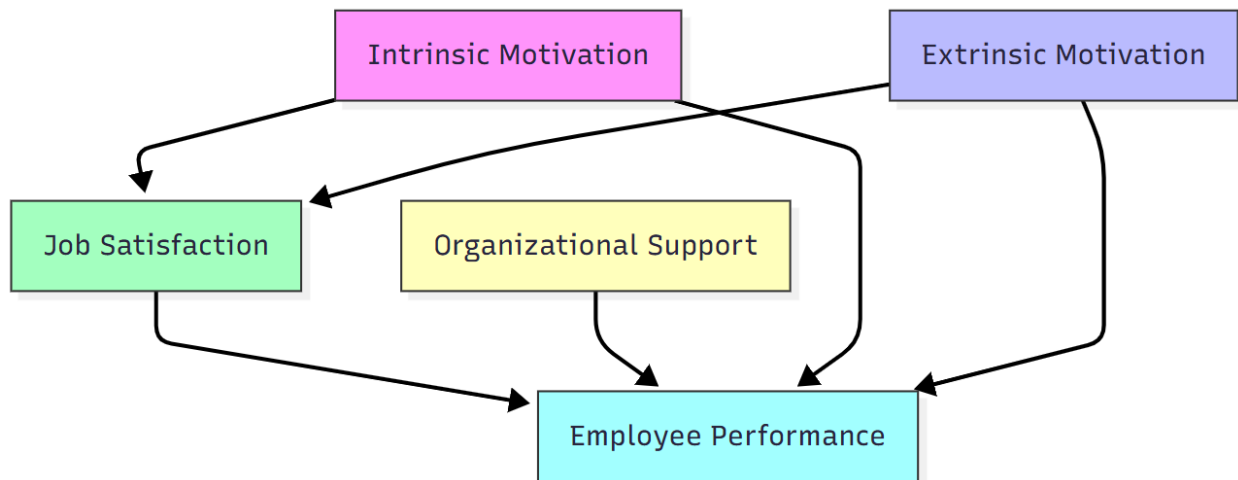 Intrinsic Motivation
Extrinsic Motivation
Job Satisfaction
Organizational Support
Employee Performance